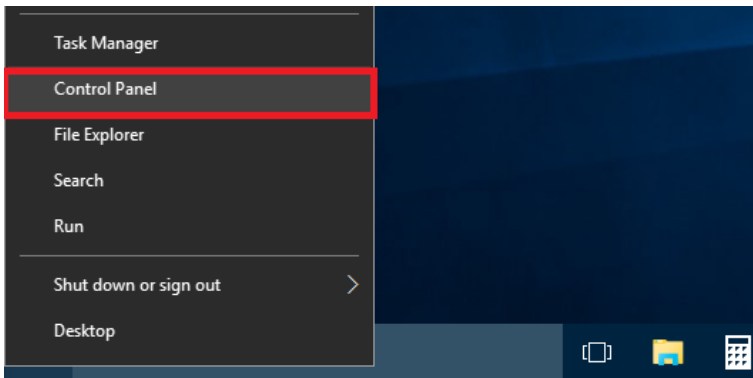 Task Manager
Control Panel
File Explorer
Search
Run
Shut down or sign out
Desktop